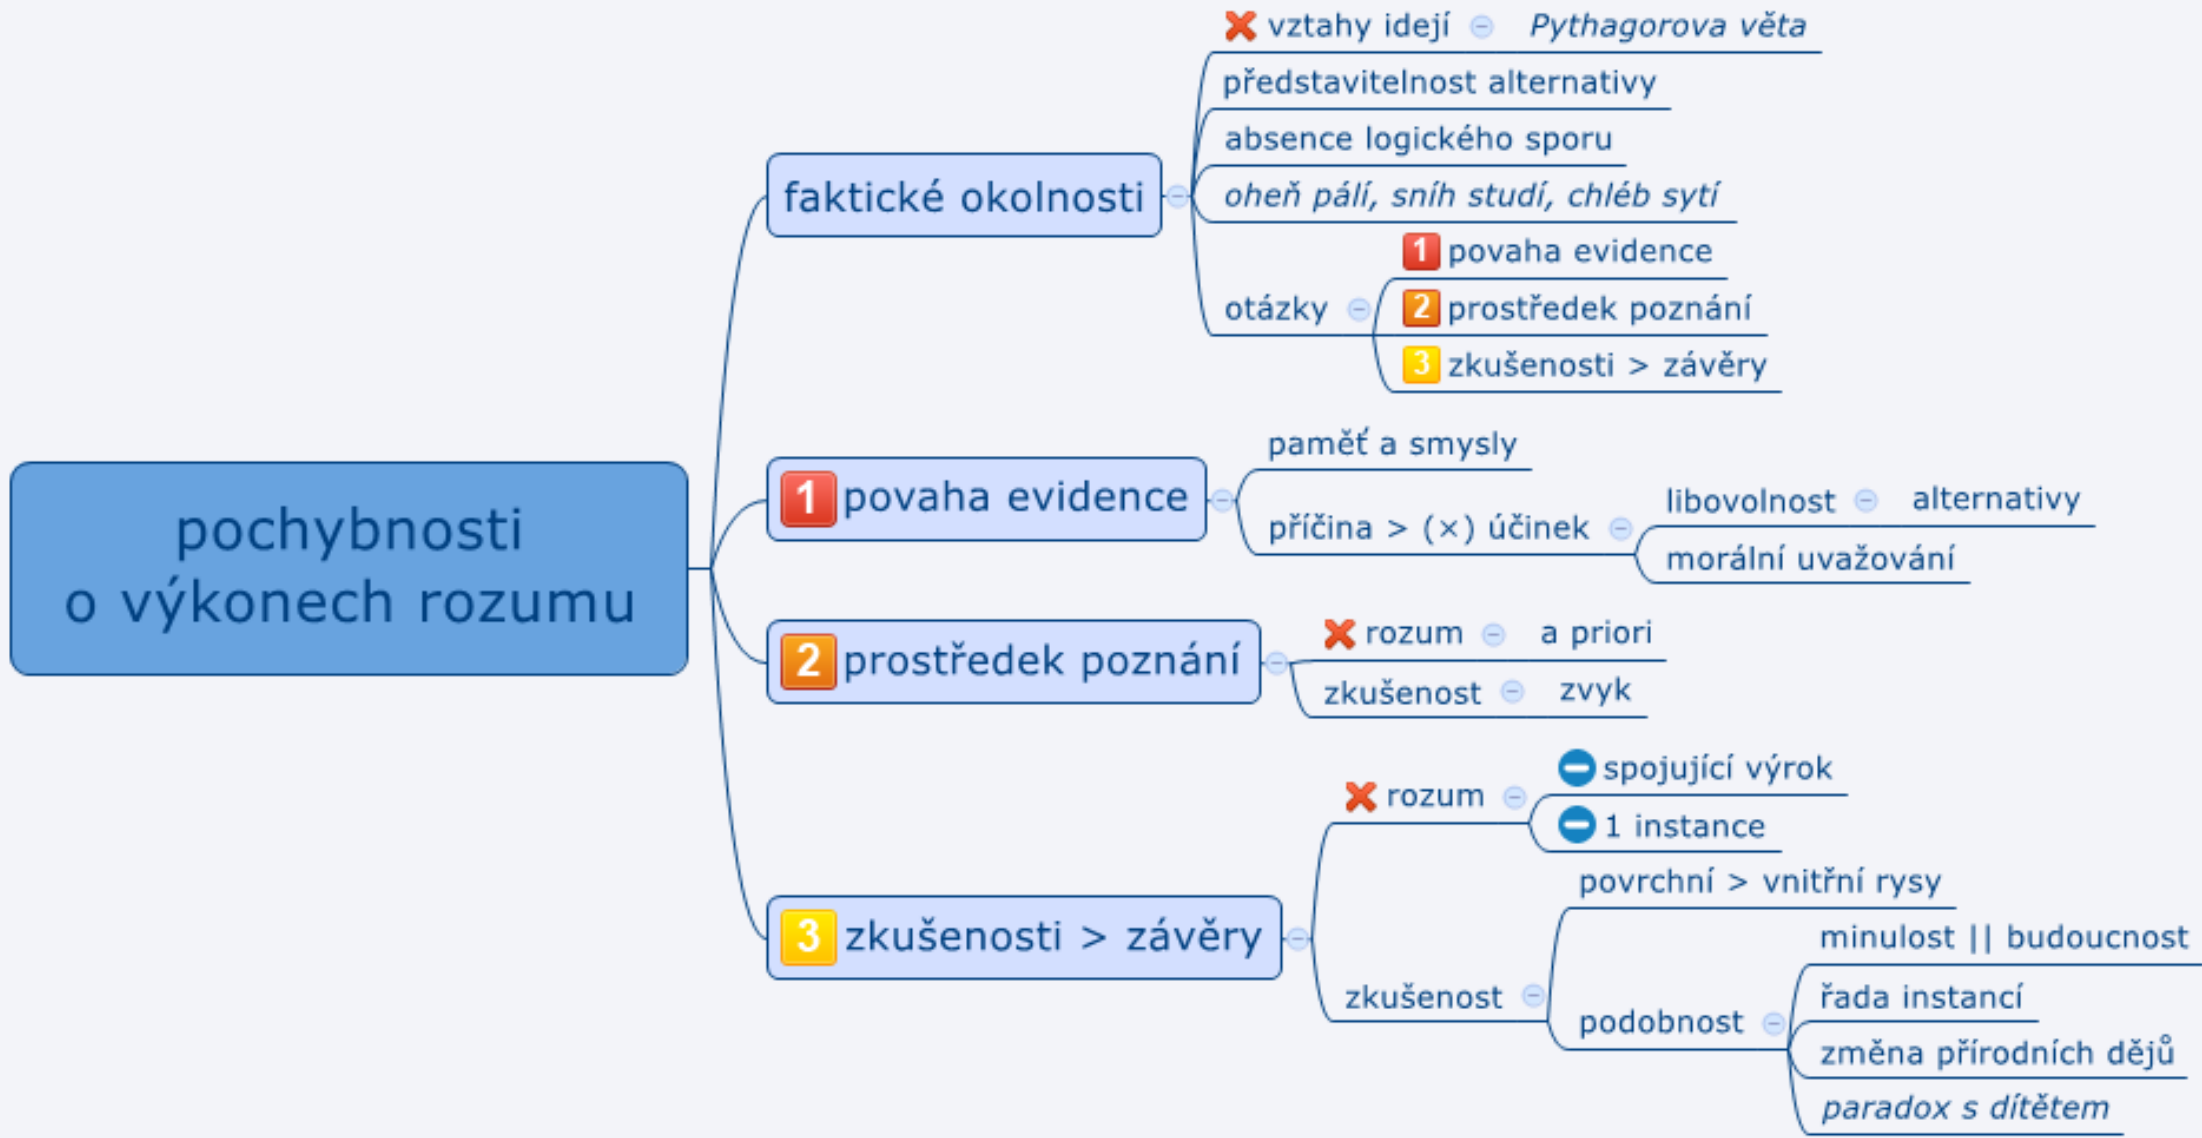 pochybnosti
o výkonech rozumu
faktické okolnosti
vztahy idejí
Pythagorova věta
představitelnost alternativy
absence logického sporu
oheň pálí, sníh studí, chléb sytí
otázky
1 povaha evidence
2 prostředek poznání
3 zkušenosti > závěry
1 povaha evidence
paměť a smysly
příčina > (×) účinek
libovolnost
alternativy
morální uvažování
2 prostředek poznání
rozum
a priori
zkušenost
zvyk
3 zkušenosti > závěry
rozum
spojující výrok
1 instance
zkušenost
povrchní > vnitřní rysy
podobnost
minulost || budoucnost
řada instancí
změna přírodních dějů
paradox s dítětem